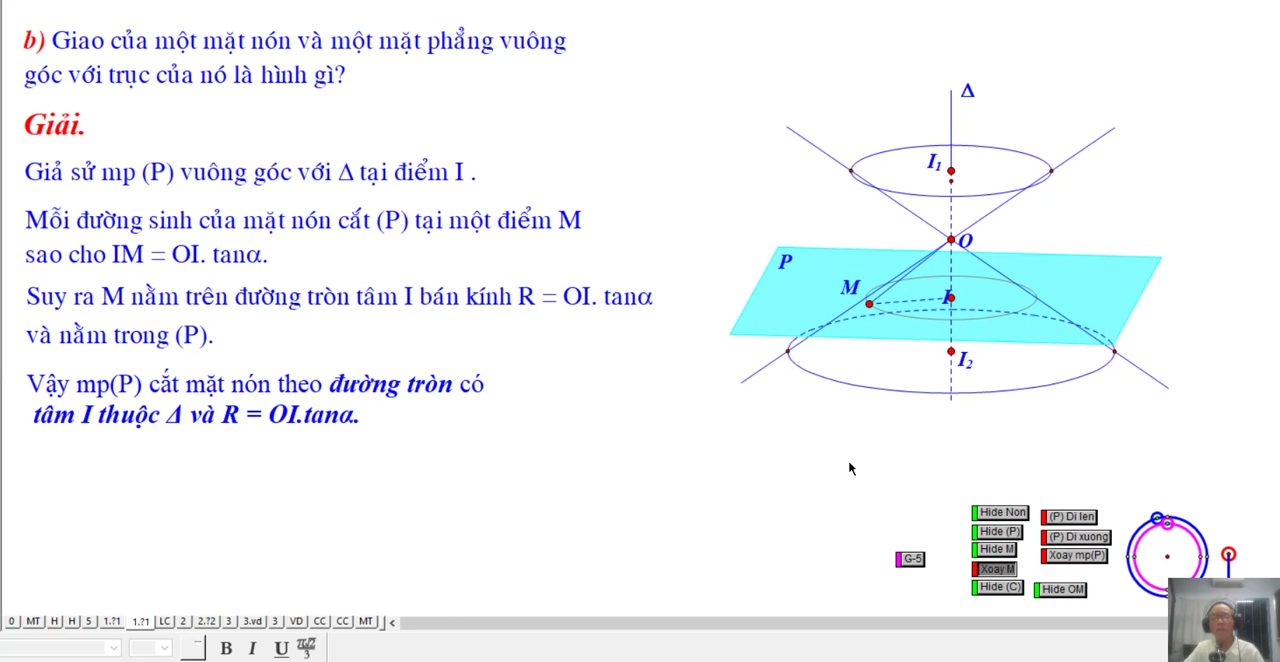 b) Giao của một mặt nón và một mặt phẳng vuông
góc với trục của nó là hình gì?
Giải.
Giả sử mp (P) vuông góc với Δ tại điểm I .
Mỗi đường sinh của mặt nón cắt (P) tại một điểm M
sao cho IM = OI. tanα.
Suy ra M nằm trên đường tròn tâm I bán kính R = OI. tanα
và nằm trong (P).
Vậy mp(P) cắt mặt nón theo đường tròn có
tâm I thuộc Δ và R = OI.tanα.
Δ
I₁
O
P
M
I
I₂
G-5
Hide Non
Hide (P)
Hide M
Xoay M
Hide (C)
(P) Di len
(P) Di xuong
Xoay mp(P)
Hide OM
0 MT H H 5 1.?1 1.?1 LC 2 2.?2 3 3.vd 3 VD CC CC MT
B I U